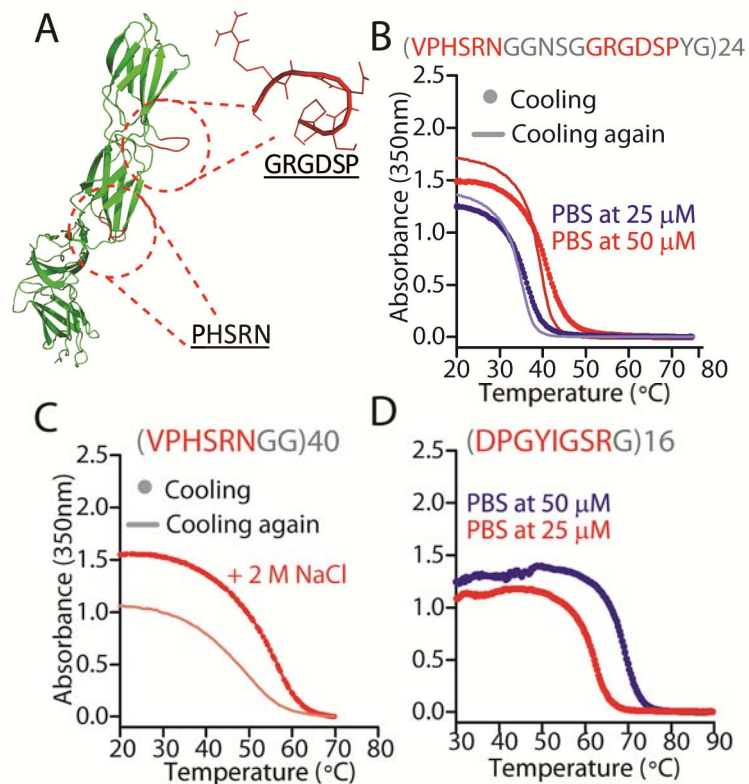 A
GRGDSP
PHSRN
B
(VPHSRNGGNSGGGRGDSPYG)24
2.5
2.0
1.5
1.0
0.5
0.0
Absorbance (350nm)
Cooling
Cooling again
PBS at 25 μM
PBS at 50 μM
20 30 40 50 60 70 80
Temperature (°C)
C
(VPHSRNGG)40
2.5
2.0
1.5
1.0
0.5
0.0
Absorbance (350nm)
Cooling
Cooling again
+ 2 M NaCl
20 30 40 50 60 70 80
Temperature (°C)
D
(DPGYIGSRG)16
2.5
2.0
1.5
1.0
0.5
0.0
PBS at 50 μM
PBS at 25 μM
30 40 50 60 70 80 90
Temperature (°C)